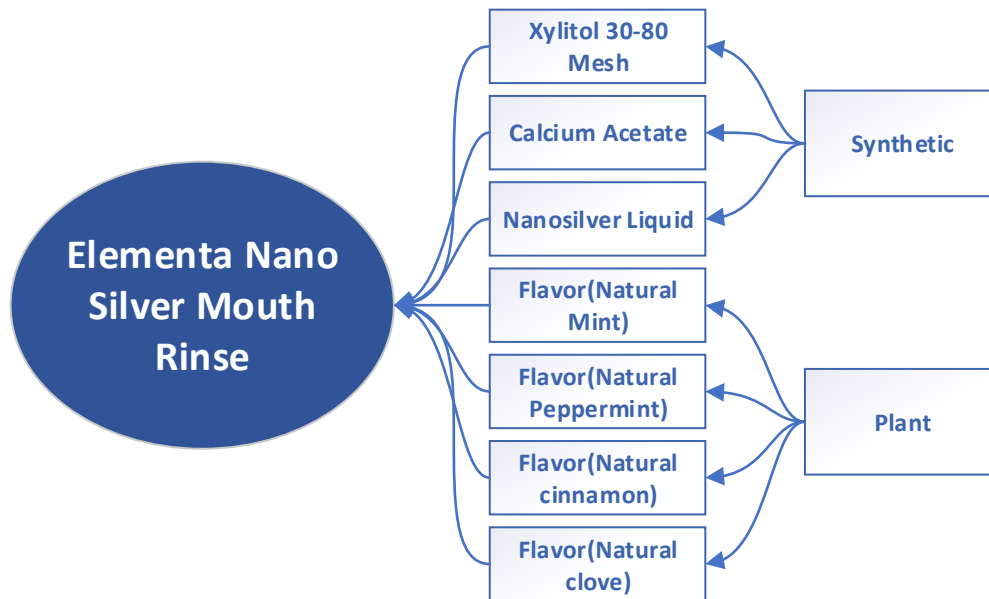 Elementa Nano
Silver Mouth
Rinse
Xylitol 30-80
Mesh
Calcium Acetate
Nanosilver Liquid
Flavor(Natural
Mint)
Flavor(Natural
Peppermint)
Flavor(Natural
cinnamon)
Flavor(Natural
clove)
Synthetic
Plant